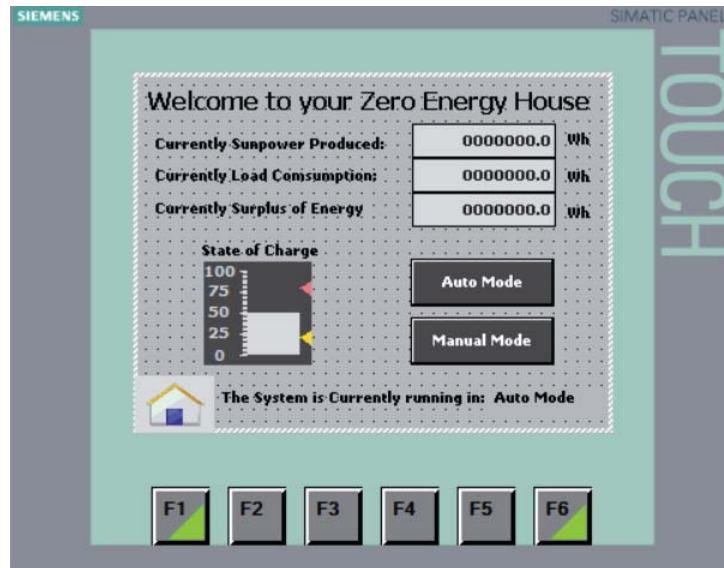 SIEMENS
SIMATIC PANEL
TOUCH
Welcome to your Zero Energy House
Currently Sunpower Produced: 0000000.0 Wh
Currently Load Comsumption: 0000000.0 Wh
Currently Surplus of Energy 0000000.0 Wh
State of Charge
100
75
50
25
0
Auto Mode
Manual Mode
The System is Currently running in: Auto Mode
F1 F2 F3 F4 F5 F6